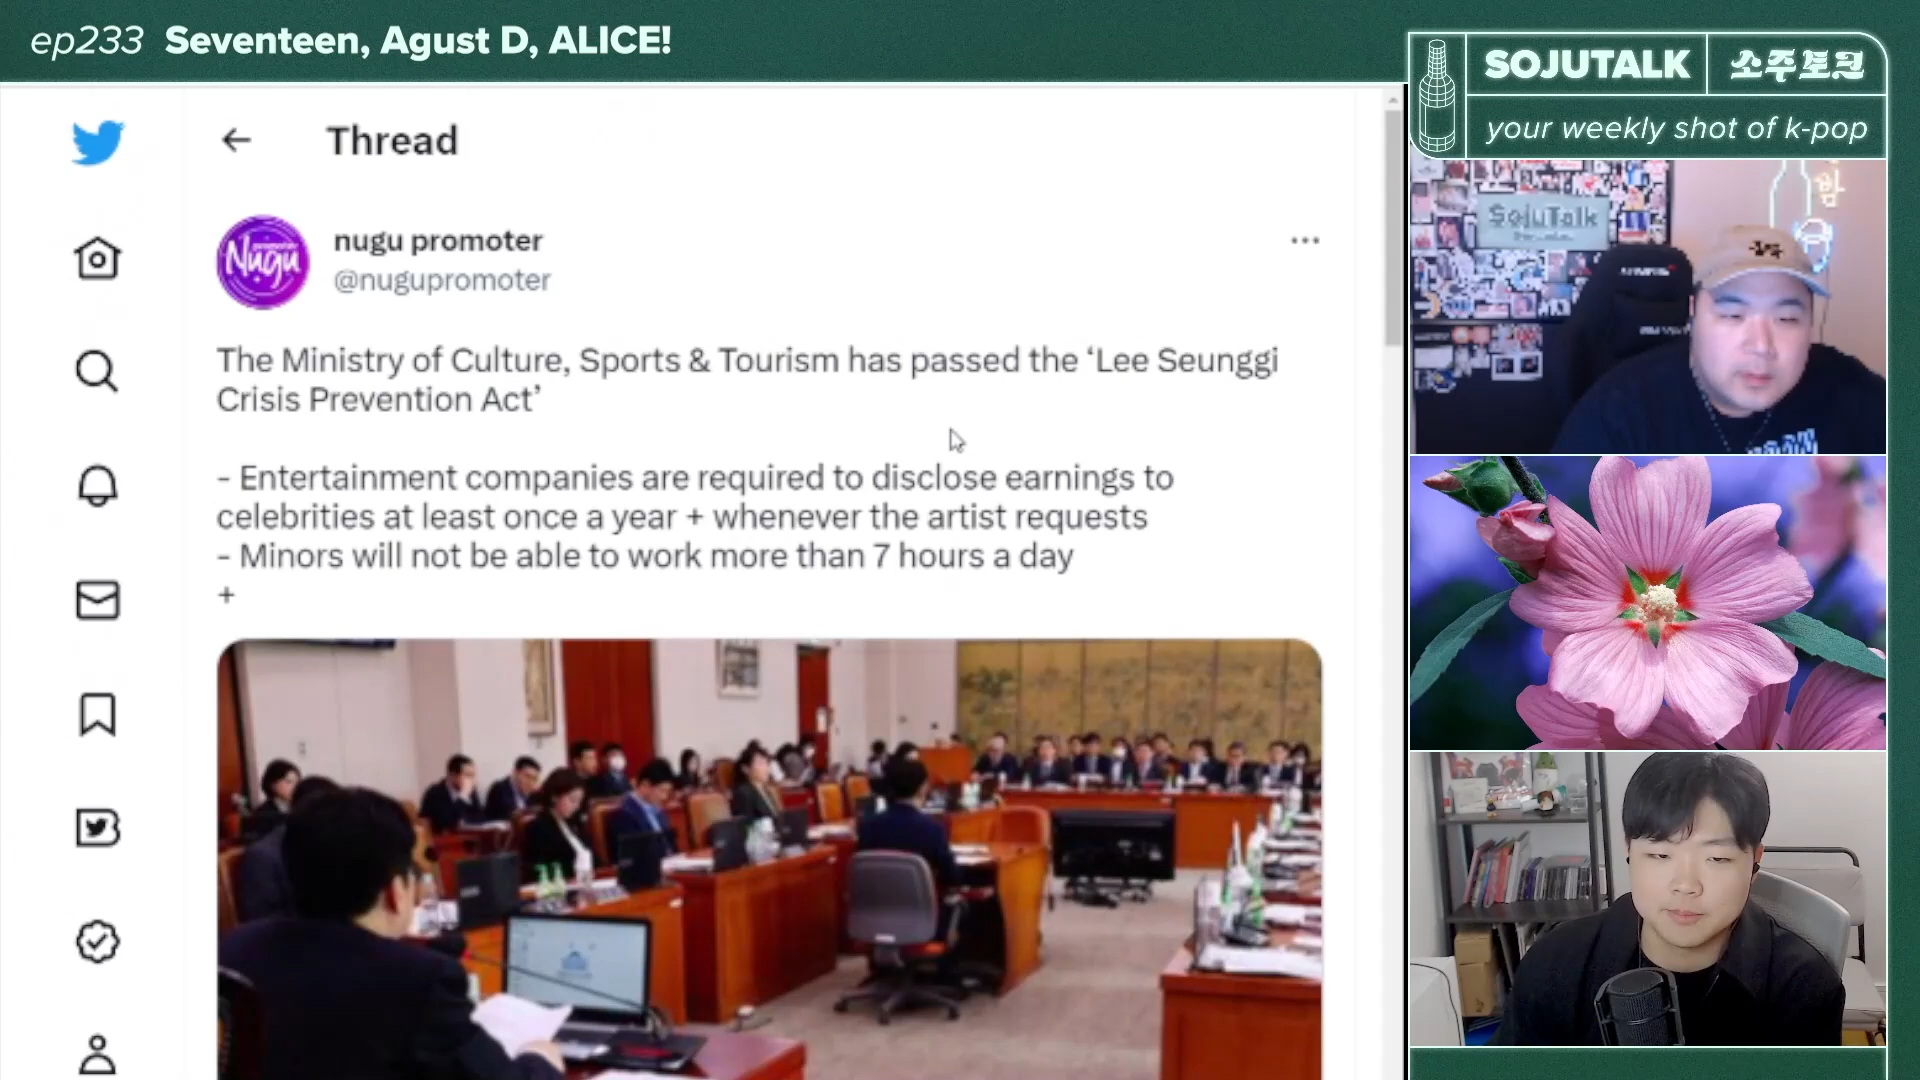 ep233 Seventeen, Agust D, ALICE!
SOJUTALK 소주토크
your weekly shot of k-pop
Thread
Nugu
nugu promoter
@nugupromoter
The Ministry of Culture, Sports & Tourism has passed the ‘Lee Seunggi
Crisis Prevention Act’
- Entertainment companies are required to disclose earnings to
celebrities at least once a year + whenever the artist requests
- Minors will not be able to work more than 7 hours a day
+
SojuTalk
밤